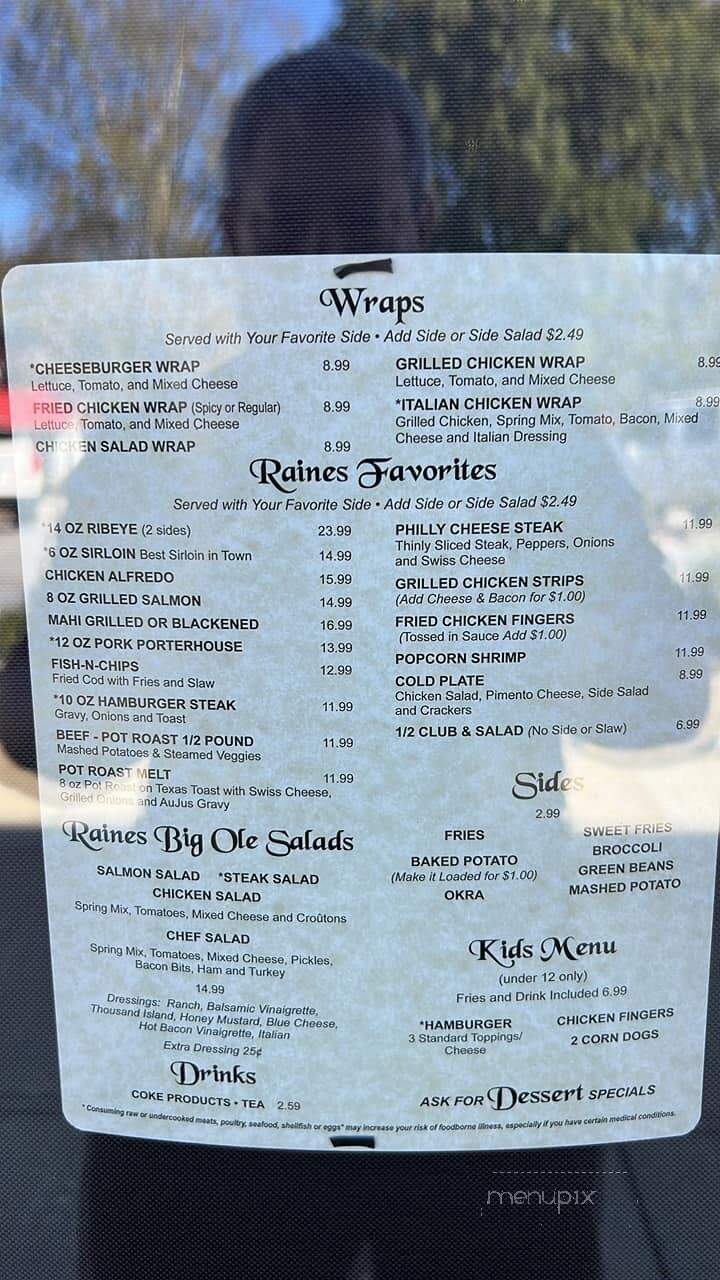 Wraps
Served with Your Favorite Side • Add Side or Side Salad $2.49
*CHEESEBURGER WRAP 8.99
Lettuce, Tomato, and Mixed Cheese
FRIED CHICKEN WRAP (Spicy or Regular) 8.99
Lettuce, Tomato, and Mixed Cheese
CHICKEN SALAD WRAP 8.99
GRILLED CHICKEN WRAP 8.99
Lettuce, Tomato, and Mixed Cheese
*ITALIAN CHICKEN WRAP 8.99
Grilled Chicken, Spring Mix, Tomato, Bacon, Mixed
Cheese and Italian Dressing
Raines Favorites
Served with Your Favorite Side • Add Side or Side Salad $2.49
*14 OZ RIBEYE (2 sides) 23.99
*6 OZ SIRLOIN Best Sirloin in Town 14.99
CHICKEN ALFREDO 15.99
8 OZ GRILLED SALMON 14.99
MAHI GRILLED OR BLACKENED 16.99
*12 OZ PORK PORTERHOUSE 13.99
FISH-N-CHIPS 12.99
Fried Cod with Fries and Slaw
*10 OZ HAMBURGER STEAK 11.99
Gravy, Onions and Toast
BEEF - POT ROAST 1/2 POUND 11.99
Mashed Potatoes & Steamed Veggies
POT ROAST MELT 11.99
8 oz Pot Roast on Texas Toast with Swiss Cheese,
Grilled Onions and AuJus Gravy
PHILLY CHEESE STEAK 11.99
Thinly Sliced Steak, Peppers, Onions
and Swiss Cheese
GRILLED CHICKEN STRIPS 11.99
(Add Cheese & Bacon for $1.00)
FRIED CHICKEN FINGERS 11.99
(Tossed in Sauce Add $1.00)
POPCORN SHRIMP 11.99
COLD PLATE 8.99
Chicken Salad, Pimento Cheese, Side Salad
and Crackers
1/2 CLUB & SALAD (No Side or Slaw) 6.99
Raines Big Ole Salads
SALMON SALAD *STEAK SALAD
CHICKEN SALAD
Spring Mix, Tomatoes, Mixed Cheese and Croûtons
CHEF SALAD
Spring Mix, Tomatoes, Mixed Cheese, Pickles,
Bacon Bits, Ham and Turkey
14.99
Dressings: Ranch, Balsamic Vinaigrette,
Thousand Island, Honey Mustard, Blue Cheese,
Hot Bacon Vinaigrette, Italian
Extra Dressing 25¢
Drinks
COKE PRODUCTS • TEA 2.59
Sides
2.99
FRIES
BAKED POTATO
(Make it Loaded for $1.00)
OKRA
SWEET FRIES
BROCCOLI
GREEN BEANS
MASHED POTATO
Kids Menu
(under 12 only)
Fries and Drink Included 6.99
*HAMBURGER
3 Standard Toppings/
Cheese
CHICKEN FINGERS
2 CORN DOGS
ASK FOR Dessert SPECIALS
*Consuming raw or undercooked meats, poultry, seafood, shellfish or eggs* may increase your risk of foodborne illness, especially if you have certain medical conditions.
menupix